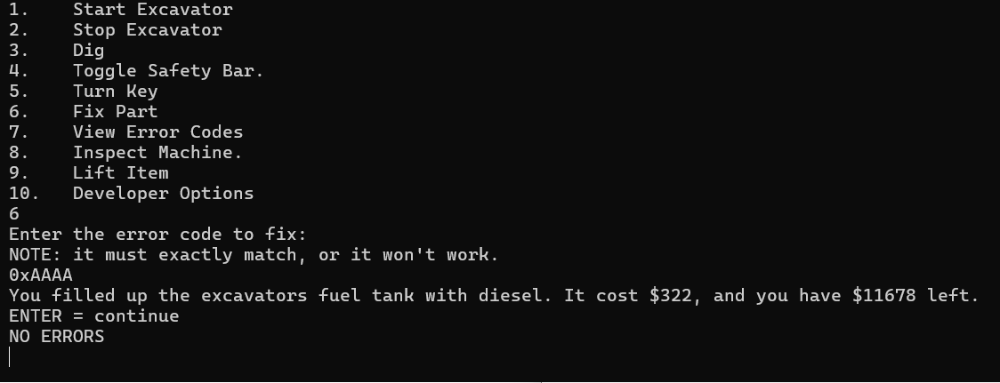 1.    Start Excavator
2.    Stop Excavator
3.    Dig
4.    Toggle Safety Bar.
5.    Turn Key
6.    Fix Part
7.    View Error Codes
8.    Inspect Machine.
9.    Lift Item
10.   Developer Options
6
Enter the error code to fix:
NOTE: it must exactly match, or it won't work.
0xAAAA
You filled up the excavators fuel tank with diesel. It cost $322, and you have $11678 left.
ENTER = continue
NO ERRORS